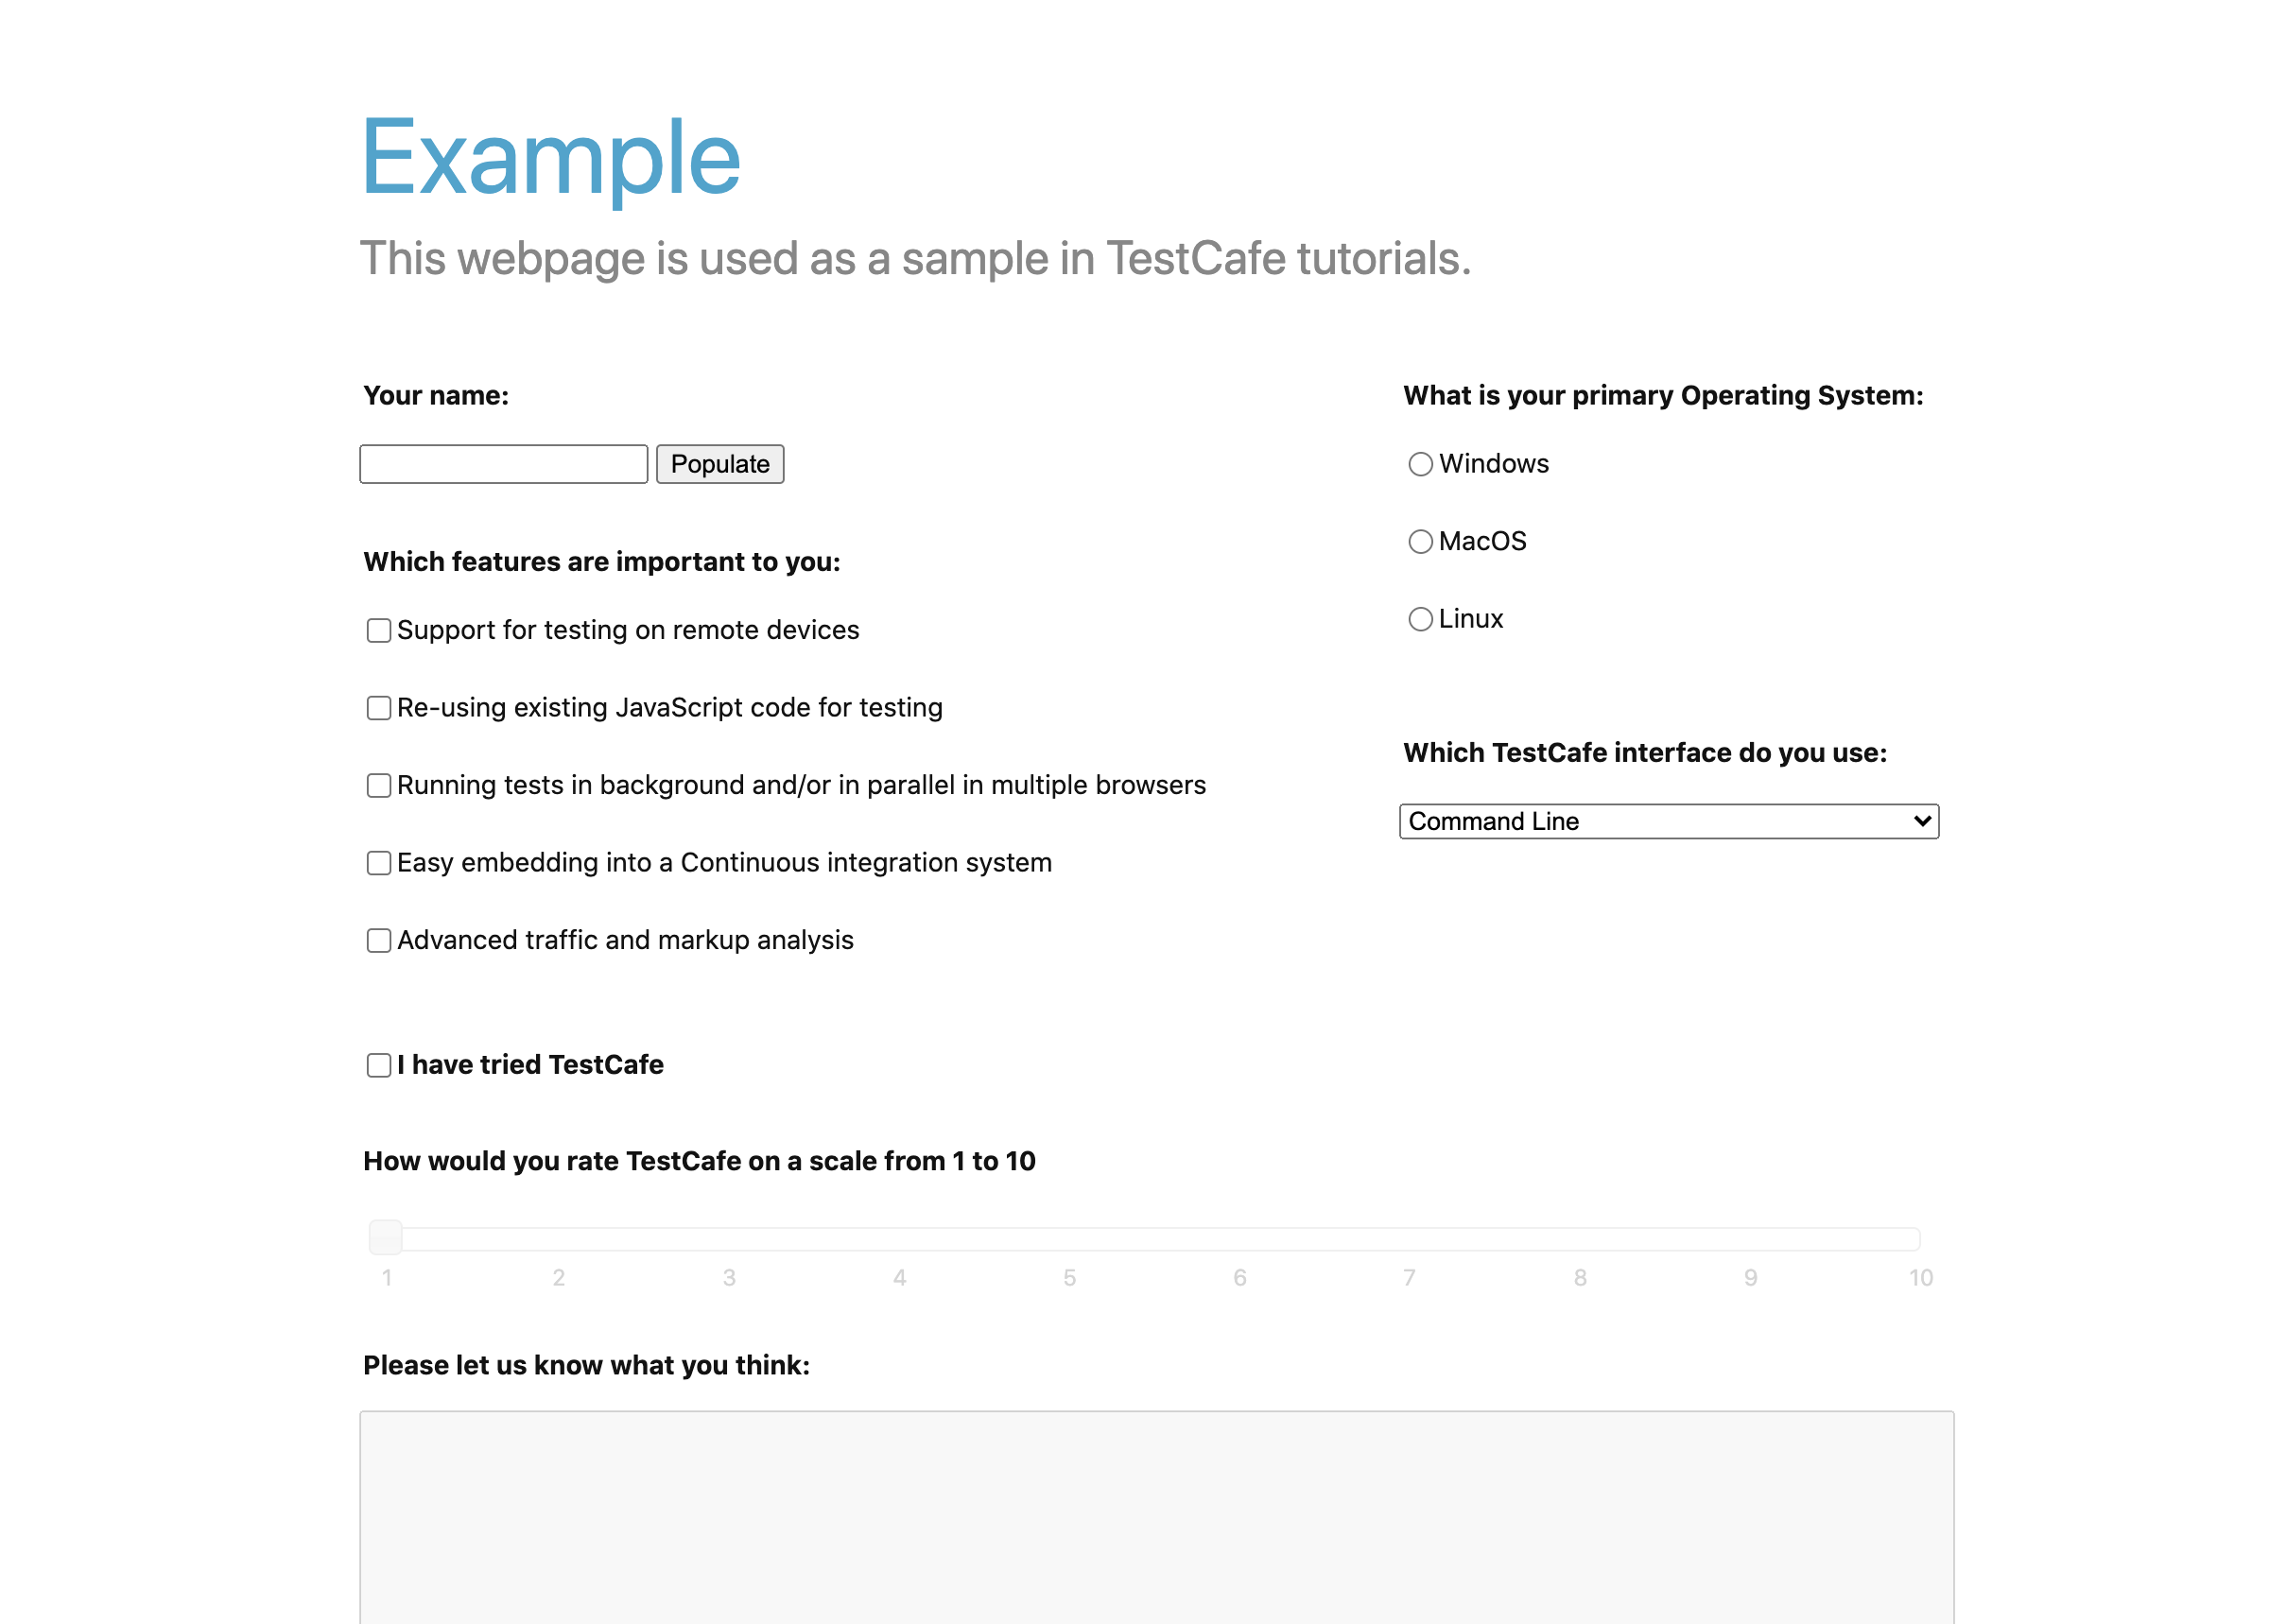 Example
This webpage is used as a sample in TestCafe tutorials.
Your name:
Populate
Which features are important to you:
Support for testing on remote devices
Re-using existing JavaScript code for testing
Running tests in background and/or in parallel in multiple browsers
Easy embedding into a Continuous integration system
Advanced traffic and markup analysis
What is your primary Operating System:
Windows
MacOS
Linux
Which TestCafe interface do you use:
Command Line
I have tried TestCafe
How would you rate TestCafe on a scale from 1 to 10
1 2 3 4 5 6 7 8 9 10
Please let us know what you think: